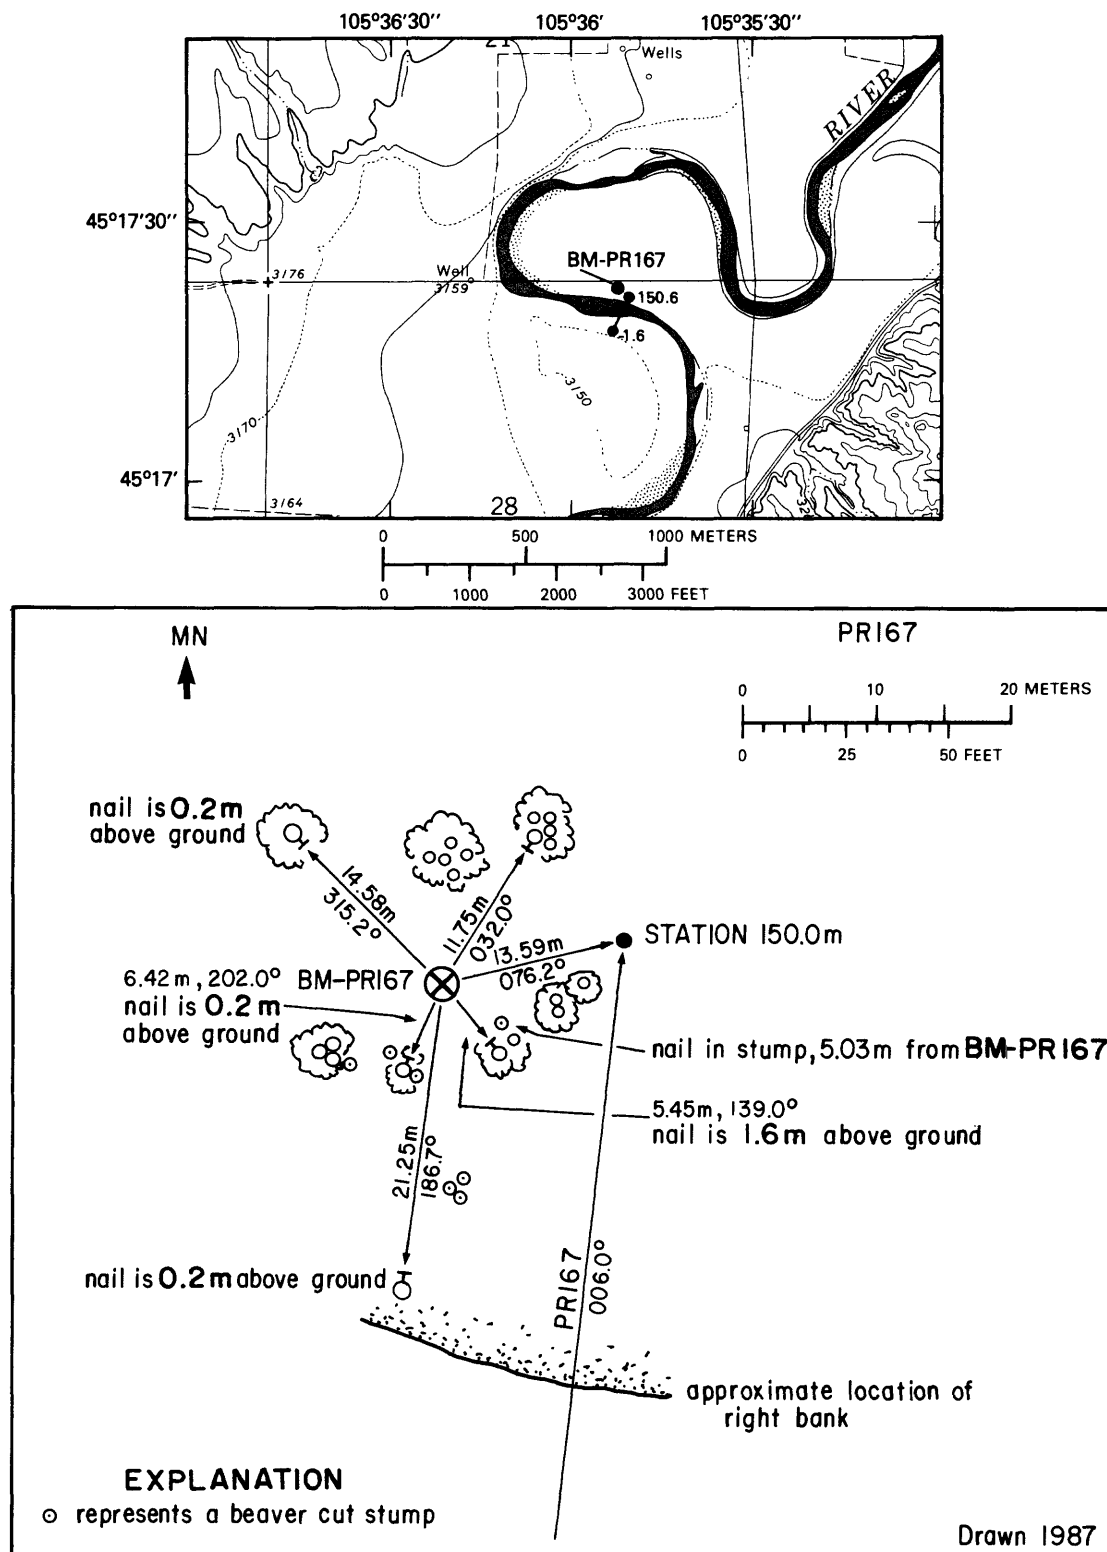 105°36'30'' 105°36' 105°35'30''
21
Wells
RIVER
45°17'30''
BM-PR167
3176
Well
3159
150.6
-1.6
3150
3170
45°17'
3164
28
0 500 1000 METERS
0 1000 2000 3000 FEET
MN
PR167
0 10 20 METERS
0 25 50 FEET
nail is 0.2m
above ground
14.58m
315.2°
11.75m
032.0°
13.59m
076.2°
STATION 150.0m
6.42m, 202.0°
BM-PR167
nail is 0.2m
above ground
nail in stump, 5.03m from BM-PR167
5.45m, 139.0°
nail is 1.6m above ground
21.25m
186.7°
nail is 0.2m above ground
PR167
006.0°
approximate location of
right bank
EXPLANATION
represents a beaver cut stump
Drawn 1987